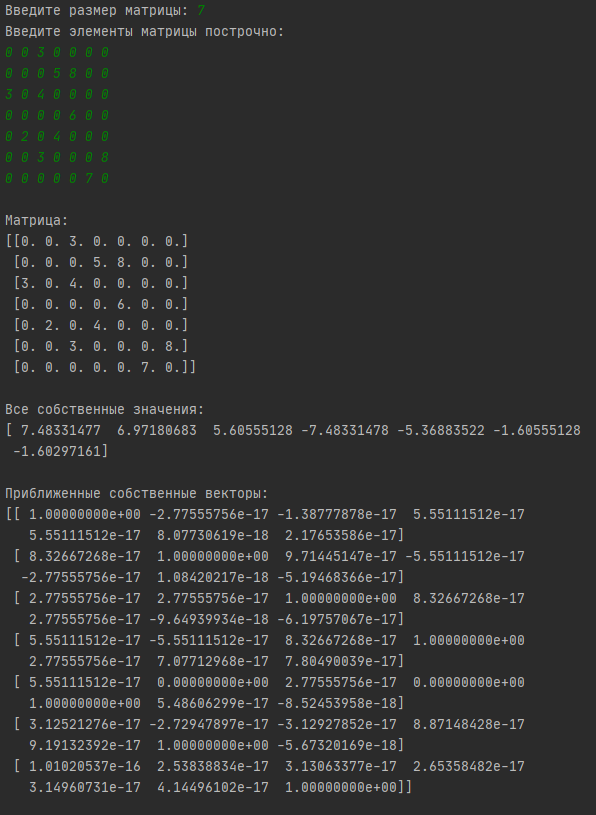 Введите размер матрицы: 7
Введите элементы матрицы построчно:
0 0 3 0 0 0 0
0 0 0 5 8 0 0
3 0 4 0 0 0 0
0 0 0 0 6 0 0
0 2 0 4 0 0 0
0 0 3 0 0 0 8
0 0 0 0 0 7 0
Матрица:
[[0. 0. 3. 0. 0. 0. 0.]
 [0. 0. 0. 5. 8. 0. 0.]
 [3. 0. 4. 0. 0. 0. 0.]
 [0. 0. 0. 0. 6. 0. 0.]
 [0. 2. 0. 4. 0. 0. 0.]
 [0. 0. 3. 0. 0. 0. 8.]
 [0. 0. 0. 0. 0. 7. 0.]]
Все собственные значения:
[ 7.48331477  6.97180683  5.60555128 -7.48331478 -5.36883522 -1.60555128
 -1.60297161]
Приближенные собственные векторы:
[[ 1.00000000e+00 -2.77555756e-17 -1.38777878e-17  5.55111512e-17
   5.55111512e-17  8.07730619e-18  2.17653586e-17]
 [ 8.32667268e-17  1.00000000e+00  9.71445147e-17 -5.55111512e-17
  -2.77555756e-17  1.08420217e-18 -5.19468366e-17]
 [ 2.77555756e-17  2.77555756e-17  1.00000000e+00  8.32667268e-17
   2.77555756e-17 -9.64939934e-18 -6.19757067e-17]
 [ 5.55111512e-17 -5.55111512e-17  8.32667268e-17  1.00000000e+00
   2.77555756e-17  7.07712968e-17  7.80490039e-17]
 [ 5.55111512e-17  0.00000000e+00  2.77555756e-17  0.00000000e+00
   1.00000000e+00  5.48606299e-17 -8.52453958e-18]
 [ 3.12521276e-17 -2.72947897e-17 -3.12927852e-17  8.87148428e-17
   9.19132392e-17  1.00000000e+00 -5.67320169e-18]
 [ 1.01020537e-16  2.53838834e-17  3.13063377e-17  2.65358482e-17
   3.14960731e-17  4.14496102e-17  1.00000000e+00]]